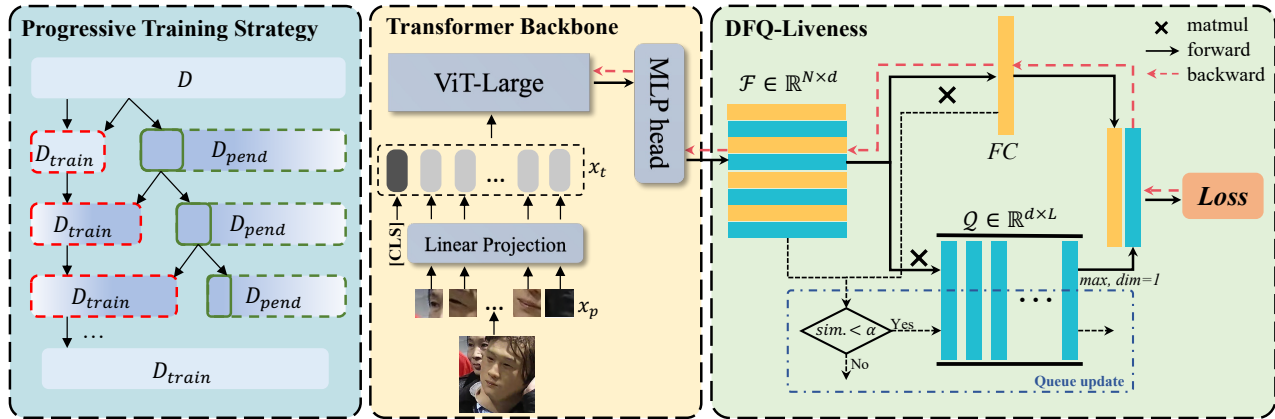 Progressive Training Strategy
D
D_train
D_pend
D_train
D_pend
D_train
D_pend
...
D_train
Transformer Backbone
ViT-Large
MLP head
... x_t
[CLS]
Linear Projection
... x_p
DFQ-Liveness
matmul
forward
backward
ℱ ∈ ℝ^{N×d}
FC
Loss
𝒬 ∈ ℝ^{d×L}
...
max, dim=1
sim. < α
Yes
No
Queue update